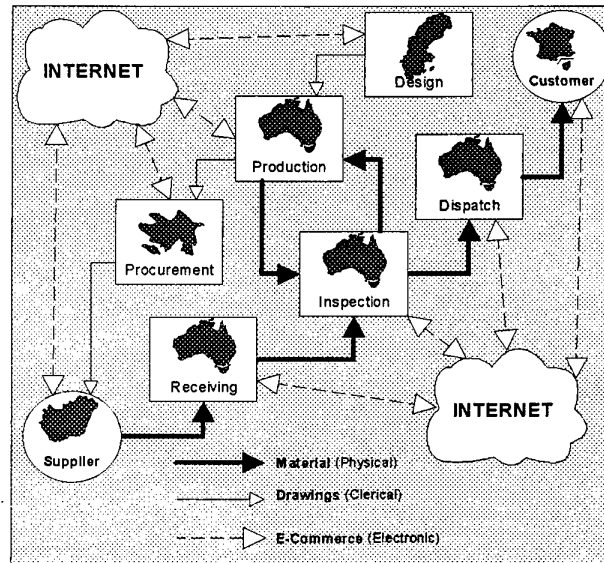 INTERNET
Design
Customer
Production
Dispatch
Procurement
Inspection
Receiving
INTERNET
Supplier
Material (Physical)
Drawings (Clerical)
E-Commerce (Electronic)